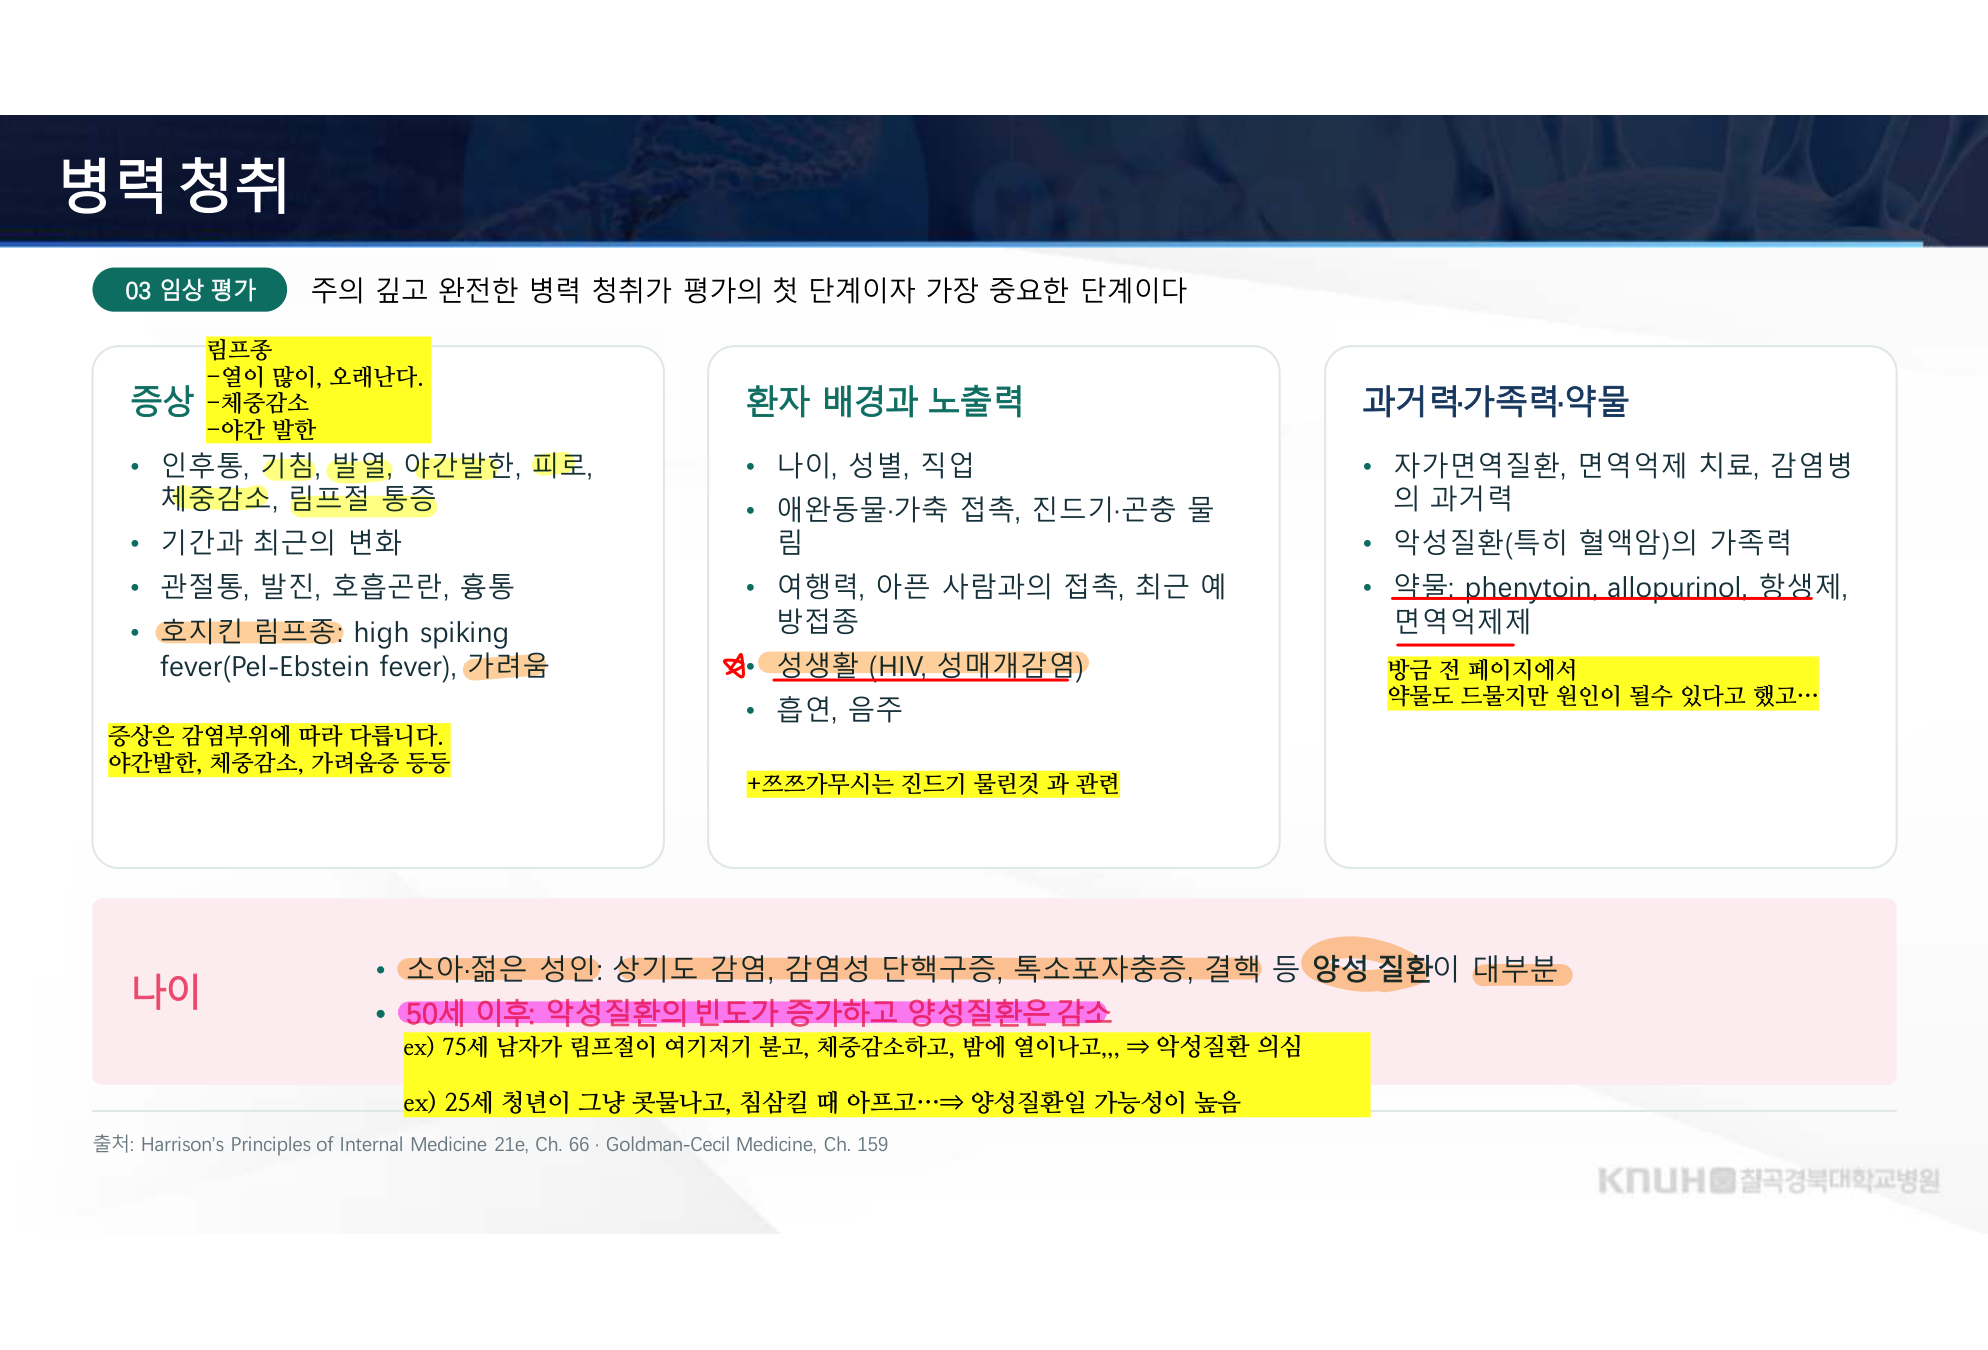 병력 청취
03 임상 평가
주의 깊고 완전한 병력 청취가 평가의 첫 단계이자 가장 중요한 단계이다
림프종
-열이 많이, 오래난다.
-체중감소
-야간 발한
증상
• 인후통, 기침, 발열, 야간발한, 피로,
체중감소, 림프절 통증
• 기간과 최근의 변화
• 관절통, 발진, 호흡곤란, 흉통
• 호지킨 림프종: high spiking
fever(Pel-Ebstein fever), 가려움
증상은 감염부위에 따라 다릅니다.
야간발한, 체중감소, 가려움증 등등
환자 배경과 노출력
• 나이, 성별, 직업
• 애완동물·가축 접촉, 진드기·곤충 물
림
• 여행력, 아픈 사람과의 접촉, 최근 예
방접종
• 성생활 (HIV, 성매개감염)
• 흡연, 음주
+쯔쯔가무시는 진드기 물린것 과 관련
과거력·가족력·약물
• 자가면역질환, 면역억제 치료, 감염병
의 과거력
• 악성질환(특히 혈액암)의 가족력
• 약물: phenytoin, allopurinol, 항생제,
면역억제제
방금 전 페이지에서
약물도 드물지만 원인이 될수 있다고 했고…
나이
• 소아·젊은 성인: 상기도 감염, 감염성 단핵구증, 톡소포자충증, 결핵 등 양성 질환이 대부분
• 50세 이후: 악성질환의 빈도가 증가하고 양성질환은 감소
ex) 75세 남자가 림프절이 여기저기 붇고, 체중감소하고, 밤에 열이나고,,, ⇒ 악성질환 의심
ex) 25세 청년이 그냥 콧물나고, 침삼킬 때 아프고…⇒ 양성질환일 가능성이 높음
출처: Harrison's Principles of Internal Medicine 21e, Ch. 66 · Goldman-Cecil Medicine, Ch. 159
KNUH 칠곡경북대학교병원